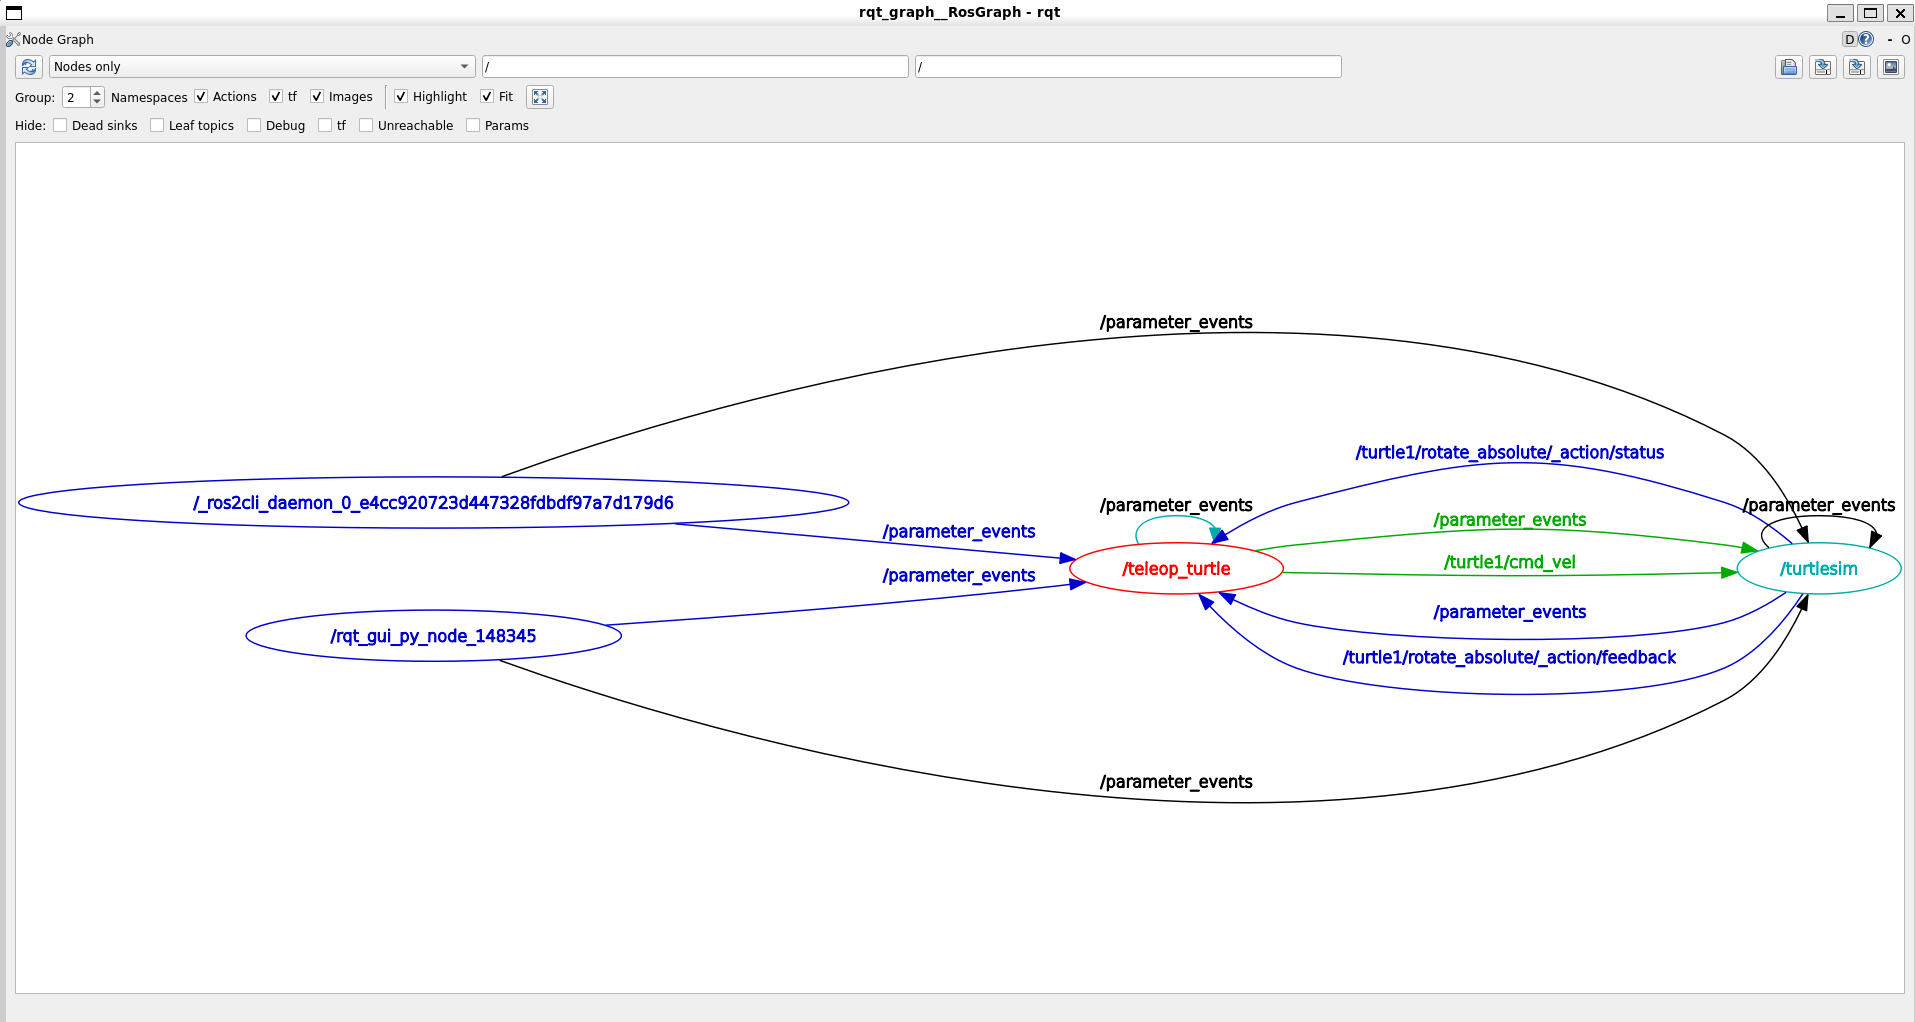 rqt_graph__RosGraph - rqt
Node Graph
D ? - O
Nodes only
/
/
Group: 2 Namespaces Actions tf Images Highlight Fit
Hide: Dead sinks Leaf topics Debug tf Unreachable Params
/parameter_events
/turtle1/rotate_absolute/_action/status
/_ros2cli_daemon_0_e4cc920723d447328fdbdf97a7d179d6
/parameter_events
/parameter_events
/parameter_events
/parameter_events
/turtle1/cmd_vel
/teleop_turtle
/turtlesim
/parameter_events
/parameter_events
/rqt_gui_py_node_148345
/turtle1/rotate_absolute/_action/feedback
/parameter_events